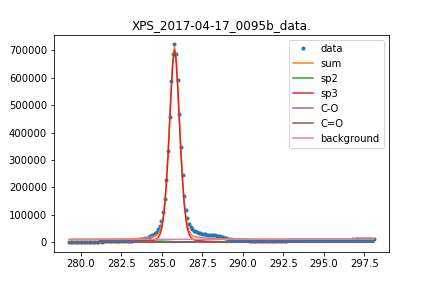 XPS_2017-04-17_0095b_data.
700000
600000
500000
400000
300000
200000
100000
0
data
sum
sp2
sp3
C-O
C=O
background
280.0 282.5 285.0 287.5 290.0 292.5 295.0 297.5